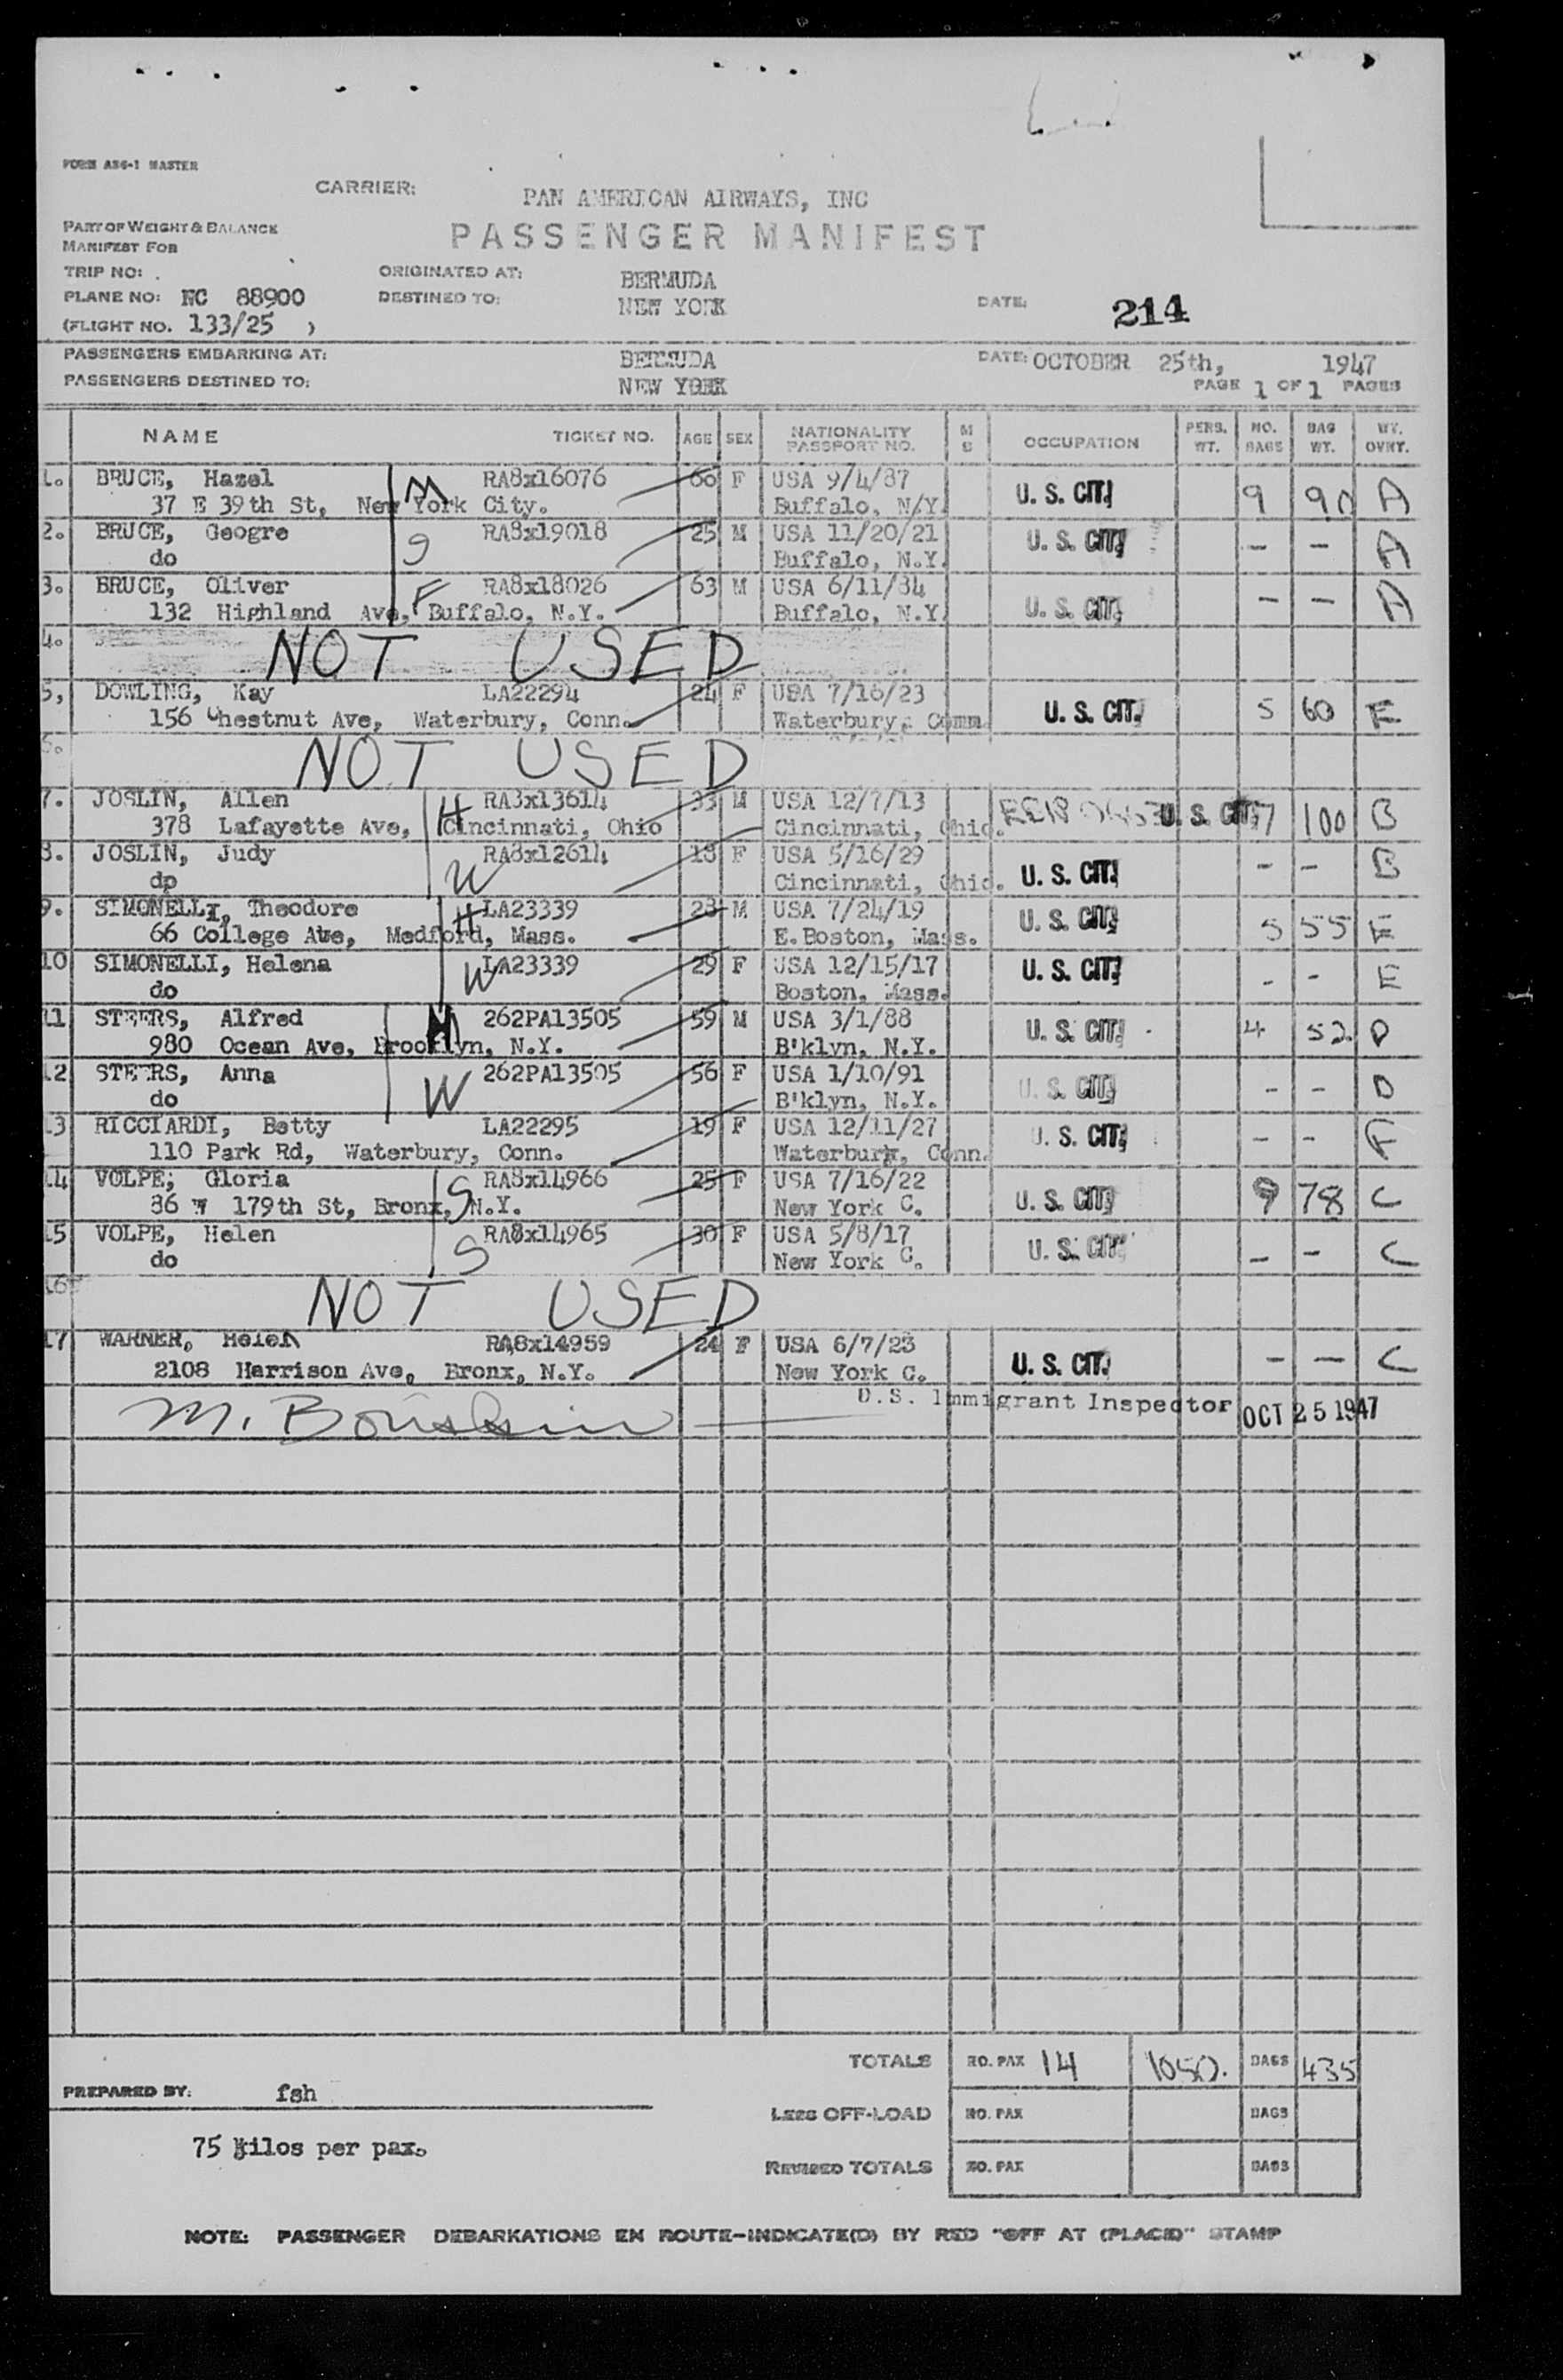 FORM AS6-1 MASTER
CARRIER: PAN AMERICAN AIRWAYS, INC
PART OF WEIGHT & BALANCE
MANIFEST FOR
PASSENGER MANIFEST
TRIP NO: ORIGINATED AT: BERMUDA
PLANE NO: NC 88900 DESTINED TO: NEW YORK DATE: 214
(FLIGHT NO. 133/25 )
PASSENGERS EMBARKING AT: BERMUDA DATE: OCTOBER 25th, 1947
PASSENGERS DESTINED TO: NEW YORK PAGE 1 OF 1 PAGES
NAME TICKET NO. AGE SEX NATIONALITY PASSPORT NO. M S OCCUPATION PERS. WT. NO. BAGS BAG WT. WT. OVHT.
1. BRUCE, Hazel M RA8x16076 60 F USA 9/4/87 U. S. CIT. 9 90 A
37 E 39th St, New York City. Buffalo, N/Y.
2. BRUCE, Geogre S RA8x19018 25 M USA 11/20/21 U. S. CIT. - - A
do Buffalo, N.Y.
3. BRUCE, Oliver F RA8x18026 63 M USA 6/11/84 U. S. CIT. - - A
132 Highland Ave, Buffalo, N.Y. Buffalo, N.Y.
4. NOT USED
5, DOWLING, Kay LA22294 24 F USA 7/16/23 U. S. CIT. 5 60 E
156 Chestnut Ave, Waterbury, Conn. Waterbury, Conn.
6. NOT USED
7. JOSLIN, Allen H RA8x13614 33 M USA 12/7/13 U. S. CIT. 7 100 B
378 Lafayette Ave, Cincinnati, Ohio Cincinnati, Ohio.
8. JOSLIN, Judy W RA8x12614 18 F USA 5/16/29 U. S. CIT. - - B
dp Cincinnati, Ohio.
9. SIMONELLI, Theodore H LA23339 28 M USA 7/24/19 U. S. CIT. 5 55 E
66 College Ave, Medford, Mass. E.Boston, Mass.
10 SIMONELLI, Helena W LA23339 29 F USA 12/15/17 U. S. CIT. - - E
do Boston, Mass.
11 STEERS, Alfred H 262PA13505 59 M USA 3/1/88 U. S. CIT. 4 52. D
980 Ocean Ave, Brooklyn, N.Y. B'klyn, N.Y.
12 STEERS, Anna W 262PA13505 56 F USA 1/10/91 U. S. CIT. - - D
do B'klyn, N.Y.
13 RICCIARDI, Betty LA22295 19 F USA 12/11/27 U. S. CIT. - - E
110 Park Rd, Waterbury, Conn. Waterbury, Conn.
14 VOLPE, Gloria S RA8x14966 25 F USA 7/16/22 U. S. CIT. 9 78 C
86 W 179th St, Bronx, N.Y. New York C.
15 VOLPE, Helen S RA8x14965 30 F USA 5/8/17 U. S. CIT. - - C
do New York C.
16 NOT USED
17 WARNER, Helen RA8x14959 24 F USA 6/7/23 U. S. CIT. - - C
2108 Harrison Ave, Bronx, N.Y. New York C.
M. U.S. Immigrant Inspector OCT 25 1947
TOTALS NO. PAX 14 1050. BAGS 435
PREPARED BY: fsh
LESS OFF-LOAD NO. PAX BAGS
75 kilos per pax.
REVISED TOTALS NO. PAX BAGS
NOTE: PASSENGER DEBARKATIONS EN ROUTE-INDICATE(D) BY RED "OFF AT (PLACE)" STAMP